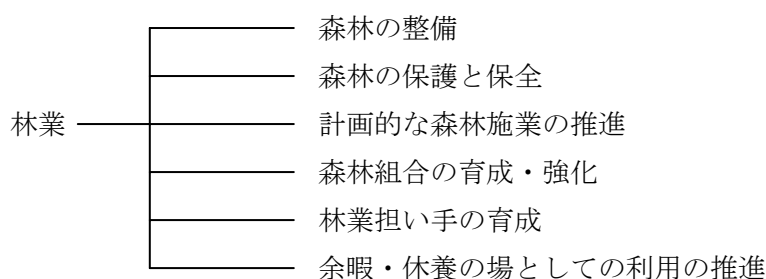 林業
森林の整備
森林の保護と保全
計画的な森林施業の推進
森林組合の育成・強化
林業担い手の育成
余暇・休養の場としての利用の推進